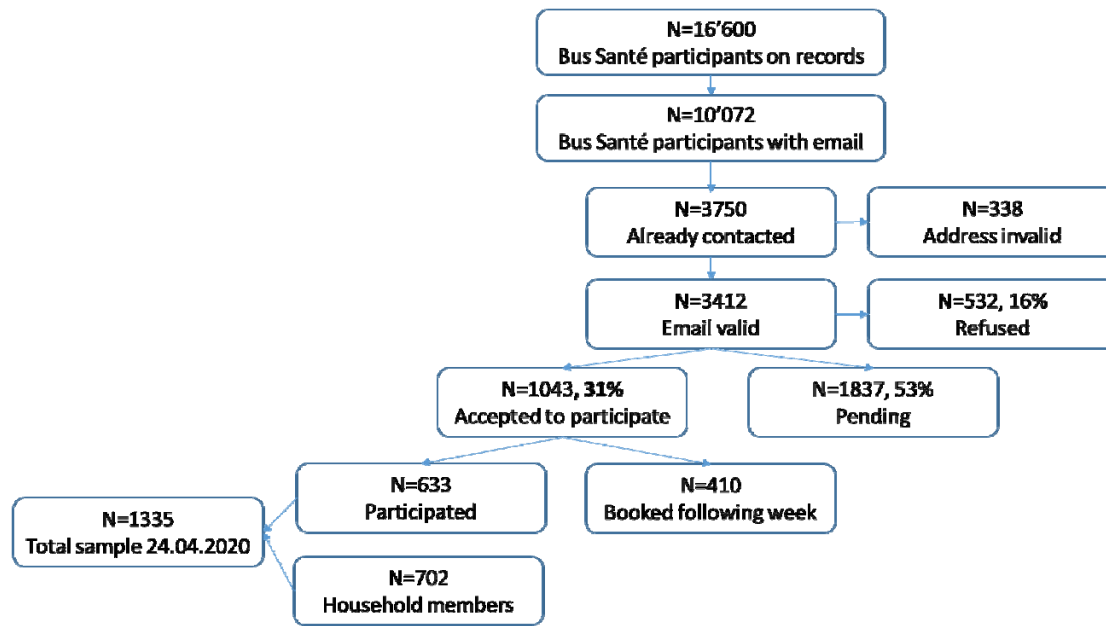 N=16’600
Bus Santé participants on records
N=10’072
Bus Santé participants with email
N=3750
Already contacted
N=338
Address invalid
N=3412
Email valid
N=532, 16%
Refused
N=1043, 31%
Accepted to participate
N=1837, 53%
Pending
N=633
Participated
N=410
Booked following week
N=1335
Total sample 24.04.2020
N=702
Household members